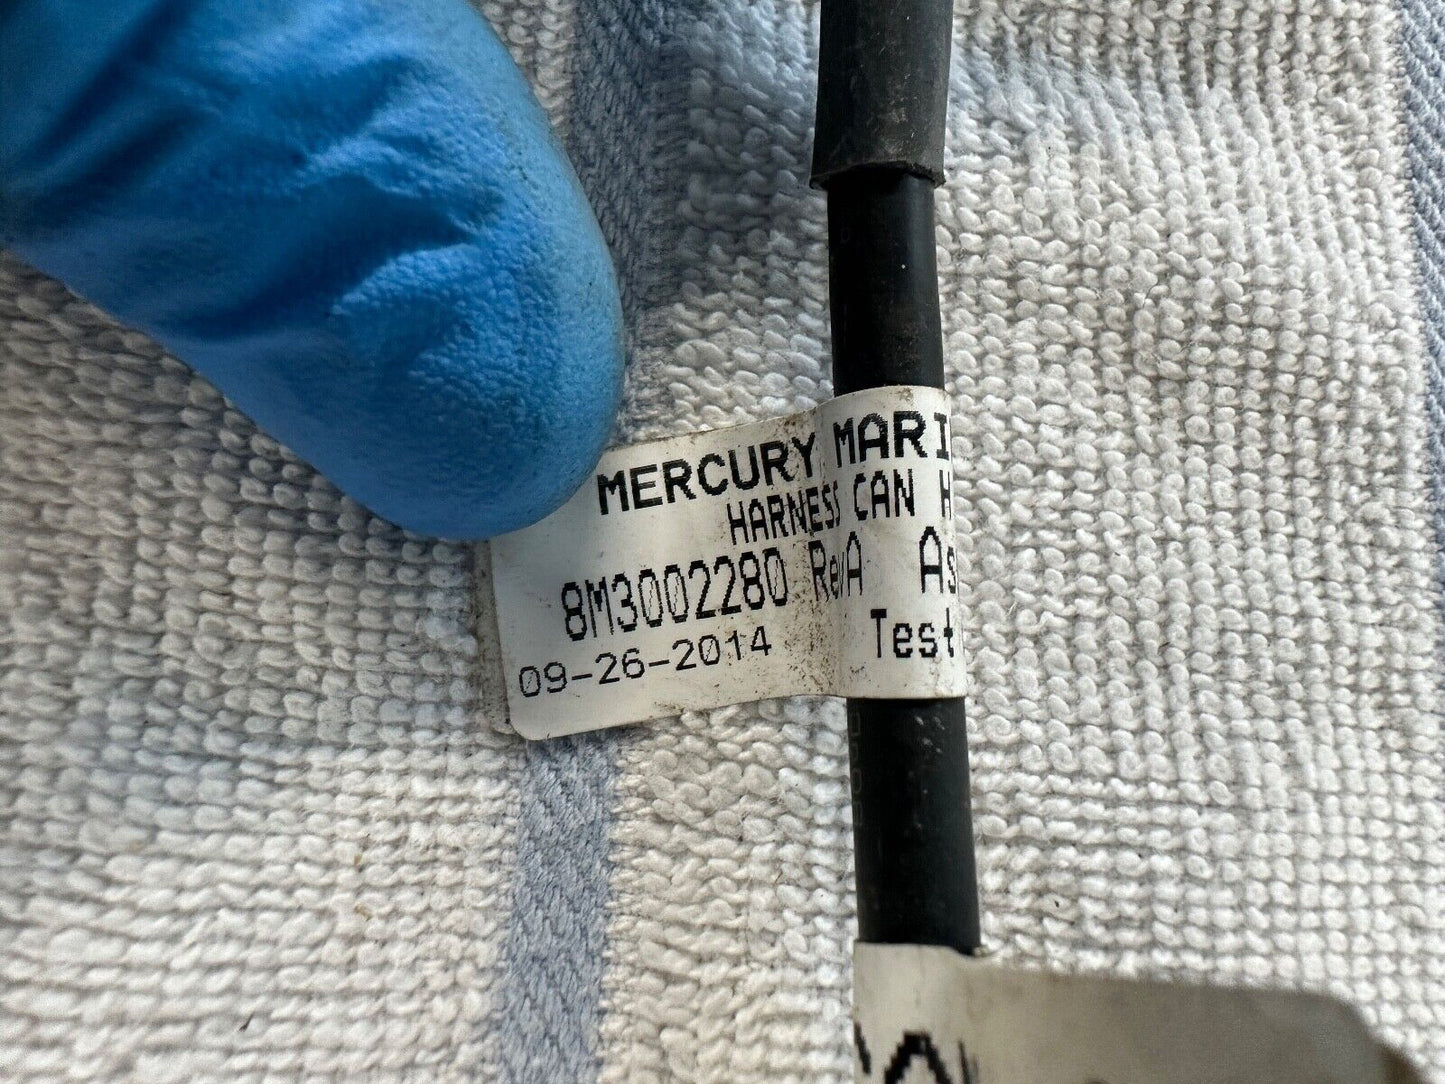 MERCURY MARI
HARNESS CAN H
8M3002280 RevA As
09-26-2014 Test